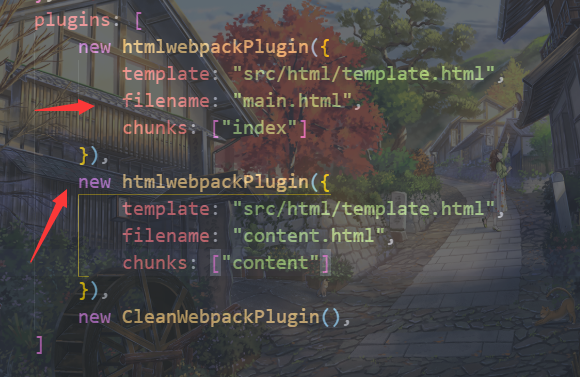 plugins: [
new htmlwebpackPlugin({
template: "src/html/template.html",
filename: "main.html",
chunks: ["index"]
}),
new htmlwebpackPlugin({
template: "src/html/template.html",
filename: "content.html",
chunks: ["content"]
}),
new CleanWebpackPlugin(),
]